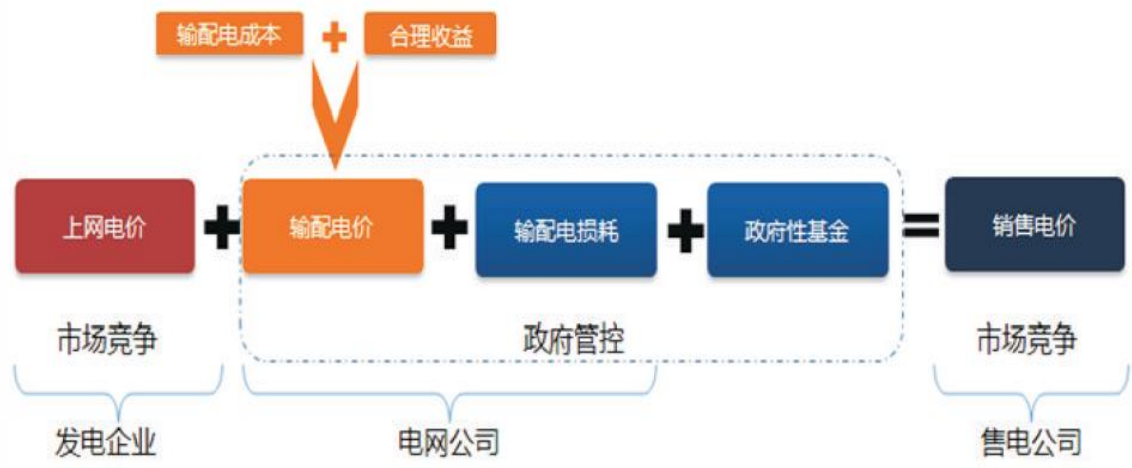 输配电成本 + 合理收益
上网电价 + 输配电价 + 输配电损耗 + 政府性基金 = 销售电价
市场竞争 政府管控 市场竞争
发电企业 电网公司 售电公司